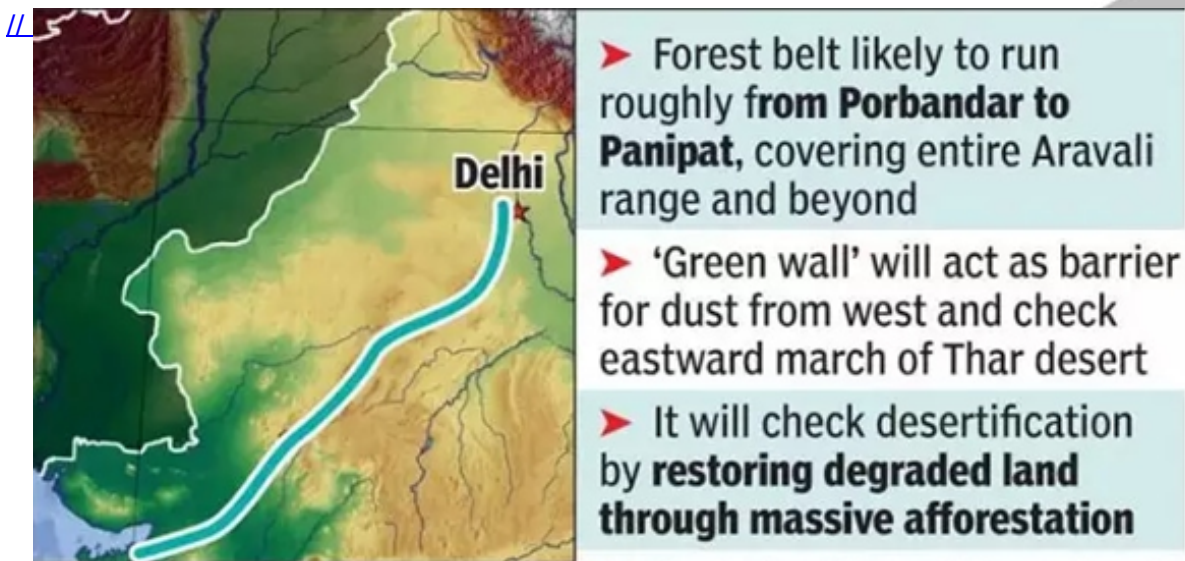 //
Delhi
➤ Forest belt likely to run
roughly from Porbandar to
Panipat, covering entire Aravali
range and beyond
➤ ‘Green wall’ will act as barrier
for dust from west and check
eastward march of Thar desert
➤ It will check desertification
by restoring degraded land
through massive afforestation